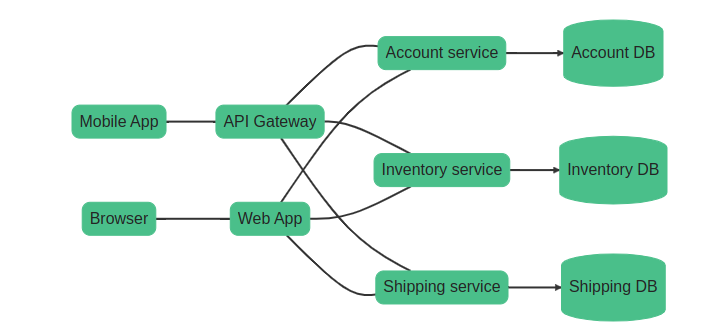 Account service
Account DB
Mobile App
API Gateway
Inventory service
Inventory DB
Browser
Web App
Shipping service
Shipping DB